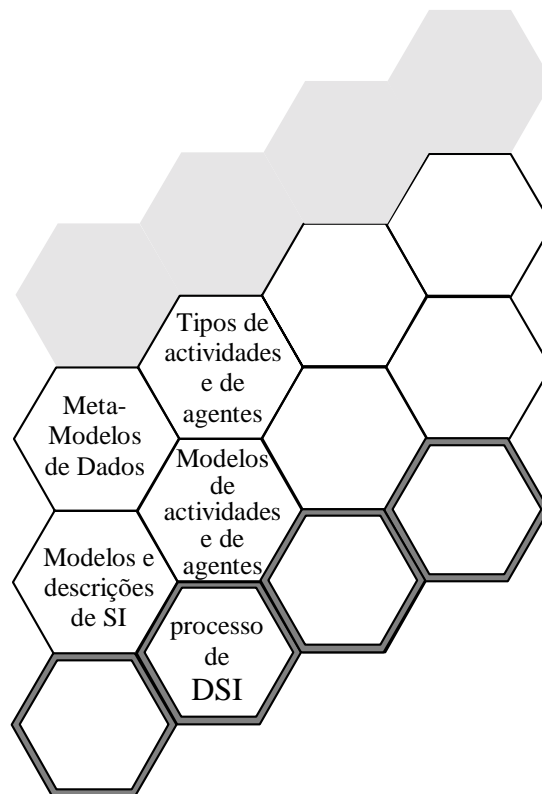 Tipos de
actividades
e de
agentes
Meta-
Modelos
de Dados
Modelos
de
actividades
e de
agentes
Modelos e
descrições
de SI
processo
de
DSI